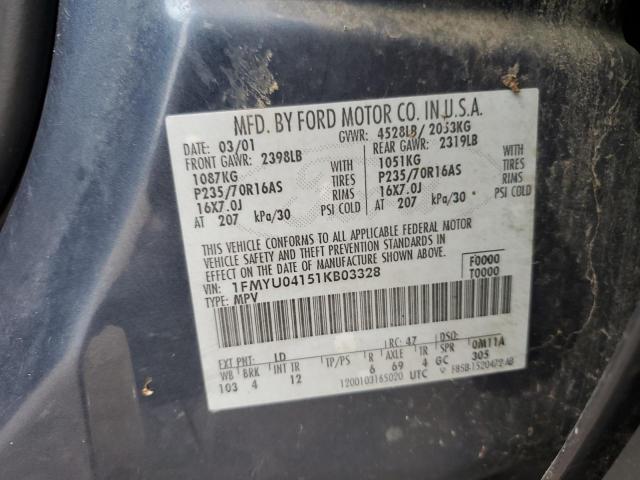 MFD. BY FORD MOTOR CO. IN U.S.A.
DATE: 03/01 GVWR: 4528LB/ 2053KG
FRONT GAWR: 2398LB REAR GAWR: 2319LB
1087KG 1051KG
P235/70R16AS TIRES P235/70R16AS TIRES
16X7.0J RIMS 16X7.0J RIMS
AT 207 kPa/30 PSI COLD AT 207 kPa/30 PSI COLD
THIS VEHICLE CONFORMS TO ALL APPLICABLE FEDERAL MOTOR
VEHICLE SAFETY AND THEFT PREVENTION STANDARDS IN
EFFECT ON THE DATE OF MANUFACTURE SHOWN ABOVE.
VIN: 1FMYU04151KB03328 F0000
TYPE: MPV T0000
EXT PNT: LD RC: 47 DSO:
WB BRK INT TR TP/PS R AXLE TR SPR 0M11A
103 4 12 6 69 4 GC 305
1200103165020 UTC F85B-1520472-AB